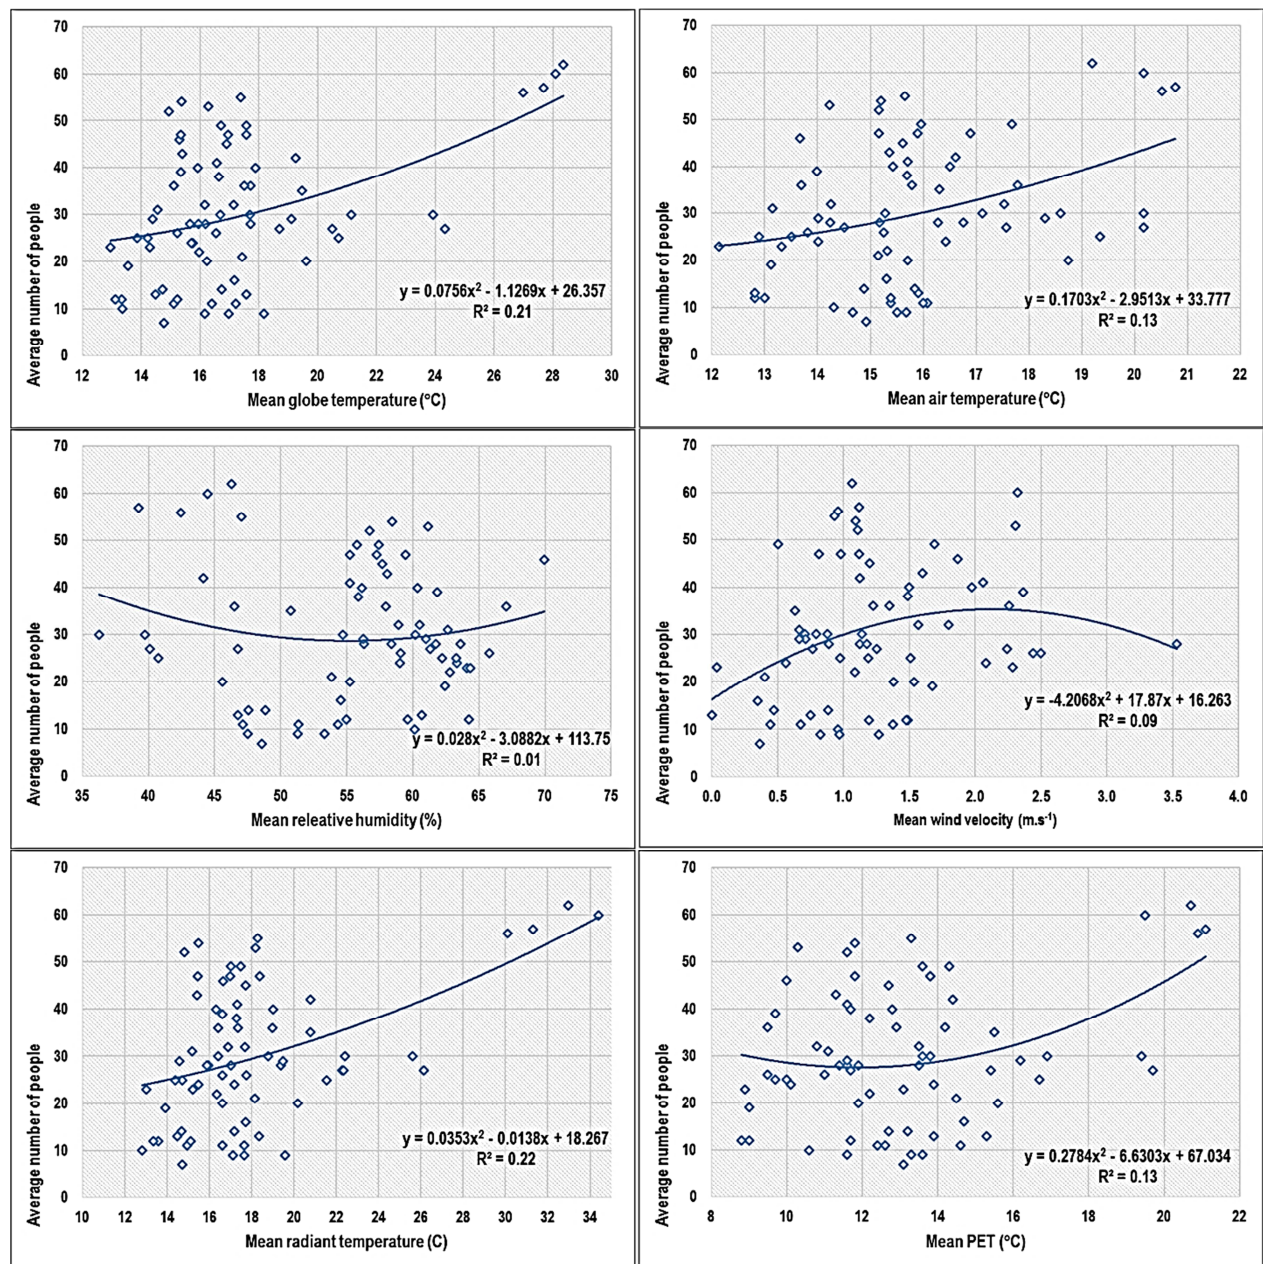 Average number of people
70
60
50
40
30
20
10
0
y = 0.0756x² - 1.1269x + 26.357
R² = 0.21
12 14 16 18 20 22 24 26 28 30
Mean globe temperature (°C)
Average number of people
70
60
50
40
30
20
10
0
y = 0.1703x² - 2.9513x + 33.777
R² = 0.13
12 13 14 15 16 17 18 19 20 21 22
Mean air temperature (°C)
Average number of people
70
60
50
40
30
20
10
0
y = 0.028x² - 3.0882x + 113.75
R² = 0.01
35 40 45 50 55 60 65 70 75
Mean releative humidity (%)
Average number of people
70
60
50
40
30
20
10
0
y = -4.2068x² + 17.87x + 16.263
R² = 0.09
0.0 0.5 1.0 1.5 2.0 2.5 3.0 3.5 4.0
Mean wind velocity (m.s⁻¹)
Average number of people
70
60
50
40
30
20
10
0
y = 0.0353x² - 0.0138x + 18.267
R² = 0.22
10 12 14 16 18 20 22 24 26 28 30 32 34
Mean radiant temperature (C)
Average number of people
70
60
50
40
30
20
10
0
y = 0.2784x² - 6.6303x + 67.034
R² = 0.13
8 10 12 14 16 18 20 22
Mean PET (°C)